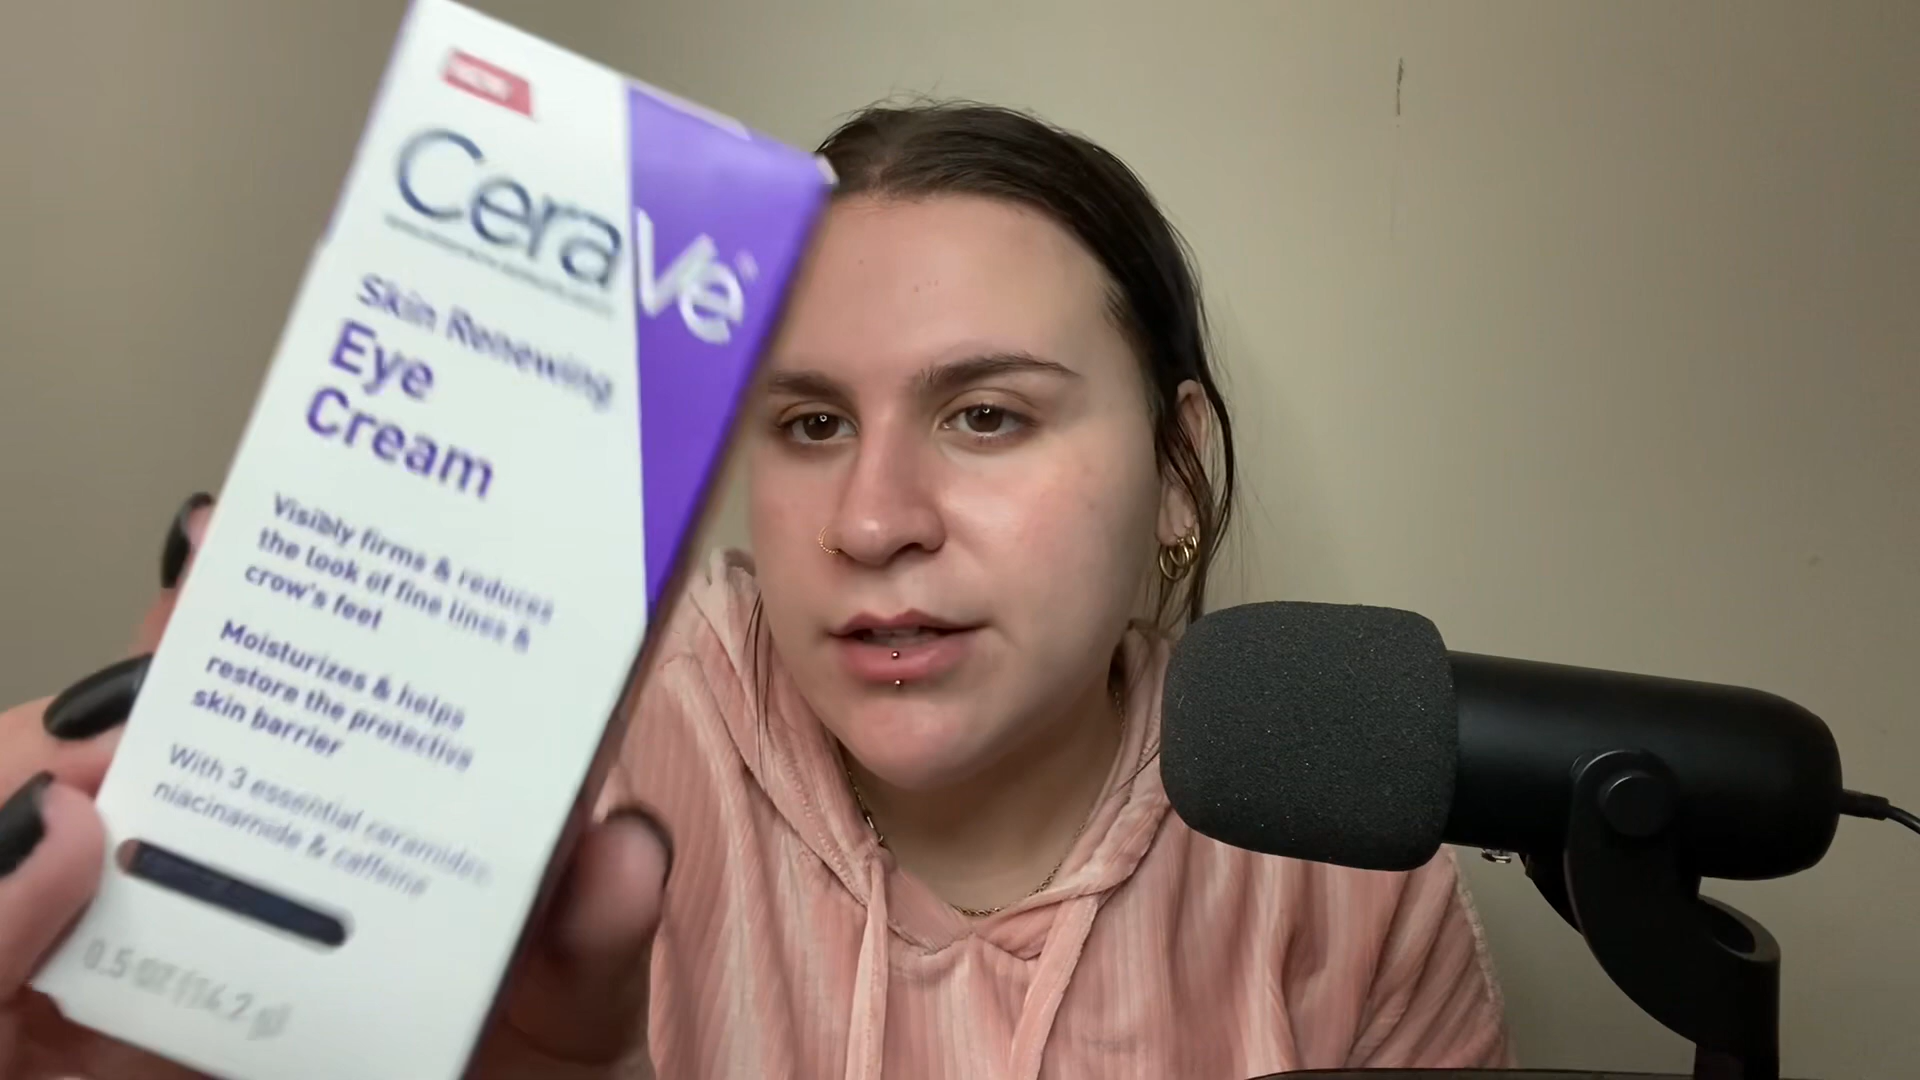 NEW
CeraVe
Skin Renewing
Eye
Cream
Visibly firms & reduces
the look of fine lines &
crow's feet
Moisturizes & helps
restore the protective
skin barrier
With 3 essential ceramides,
niacinamide & caffeine
0.5 OZ (14.2 g)